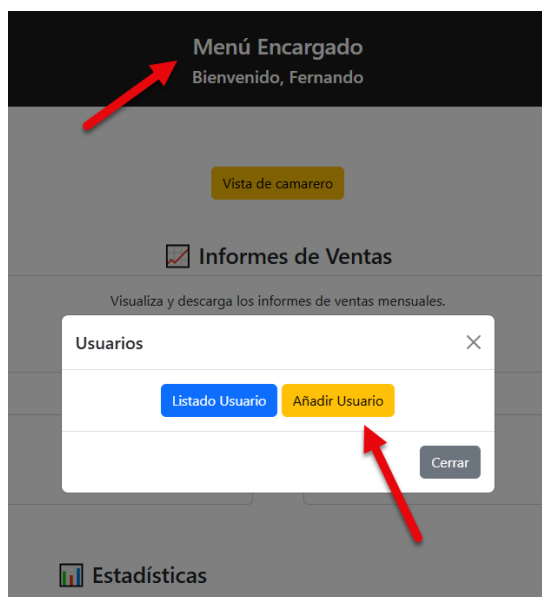 Menú Encargado
Bienvenido, Fernando
Vista de camarero
Informes de Ventas
Visualiza y descarga los informes de ventas mensuales.
Usuarios
Listado Usuario Añadir Usuario
Cerrar
Estadísticas